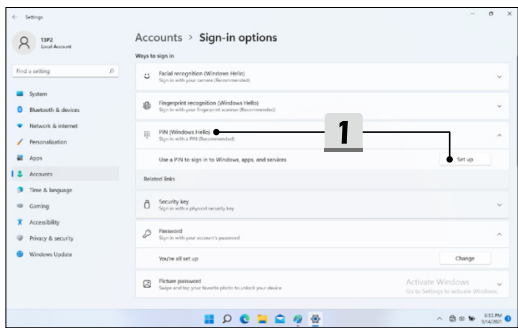 Settings
13P2
Local Account
Find a setting
System
Bluetooth & devices
Network & internet
Personalization
Apps
Accounts
Time & language
Gaming
Accessibility
Privacy & security
Windows Update
Accounts > Sign-in options
Ways to sign in
Facial recognition (Windows Hello)
Sign in with your camera (Recommended)
Fingerprint recognition (Windows Hello)
Sign in with your fingerprint scanner (Recommended)
PIN (Windows Hello)
Sign in with a PIN (Recommended)
1
Use a PIN to sign in to Windows, apps, and services
Set up
Related links
Security key
Sign in with a physical security key
Password
Sign in with your account's password
You're all set up
Change
Picture password
Swipe and tap your favorite photo to unlock your device
Activate Windows
Go to Settings to activate Windows.
9/14/2021